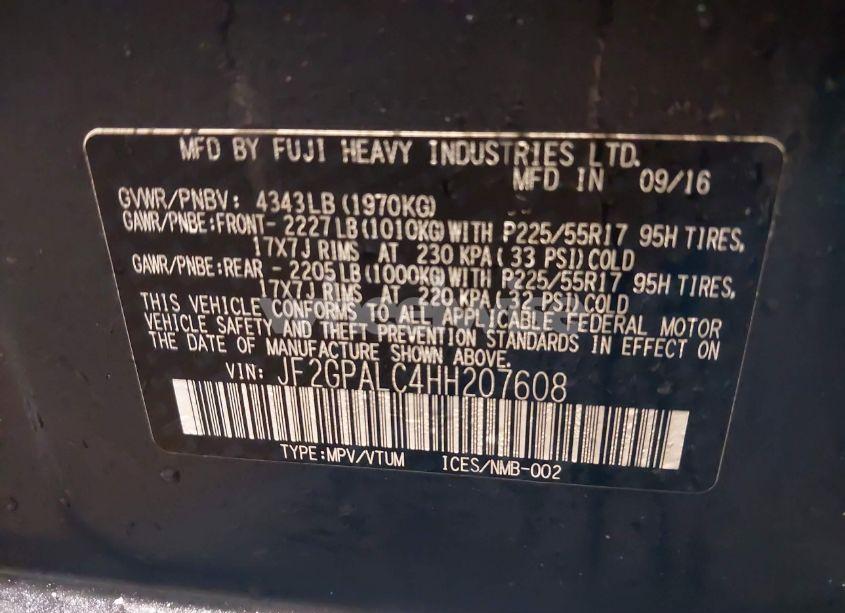 MFD BY FUJI HEAVY INDUSTRIES LTD.
MFD IN 09/16
GVWR/PNBV: 4343LB (1970KG)
GAWR/PNBE:FRONT- 2227 LB (1010KG) WITH P225/55R17 95H TIRES,
17X7J RIMS AT 230 KPA ( 33 PSI) COLD
GAWR/PNBE:REAR - 2205 LB (1000KG) WITH P225/55R17 95H TIRES,
17X7J RIMS AT 220 KPA ( 32 PSI) COLD
THIS VEHICLE CONFORMS TO ALL APPLICABLE FEDERAL MOTOR
VEHICLE SAFETY AND THEFT PREVENTION STANDARDS IN EFFECT ON
THE DATE OF MANUFACTURE SHOWN ABOVE.
VIN: JF2GPALC4HH207608
TYPE:MPV/VTUM ICES/NMB-002